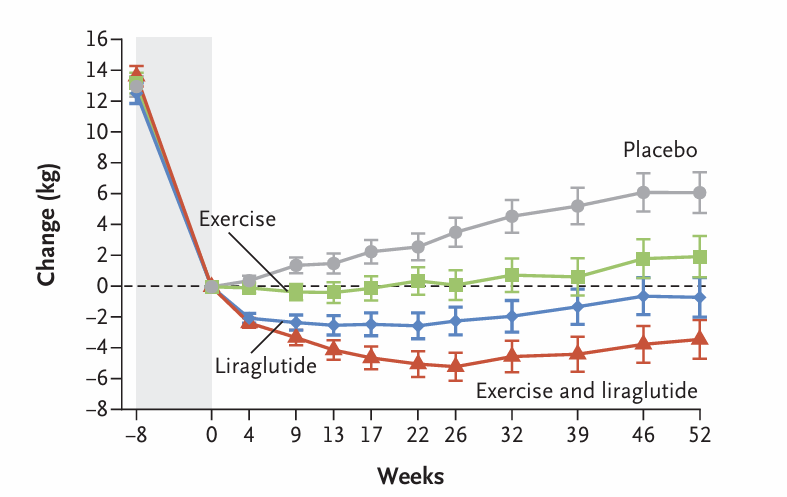 16
14
12
10
8
6
4
2
0
–2
–4
–6
–8
Change (kg)
Placebo
Exercise
Liraglutide
Exercise and liraglutide
–8 0 4 9 13 17 22 26 32 39 46 52
Weeks